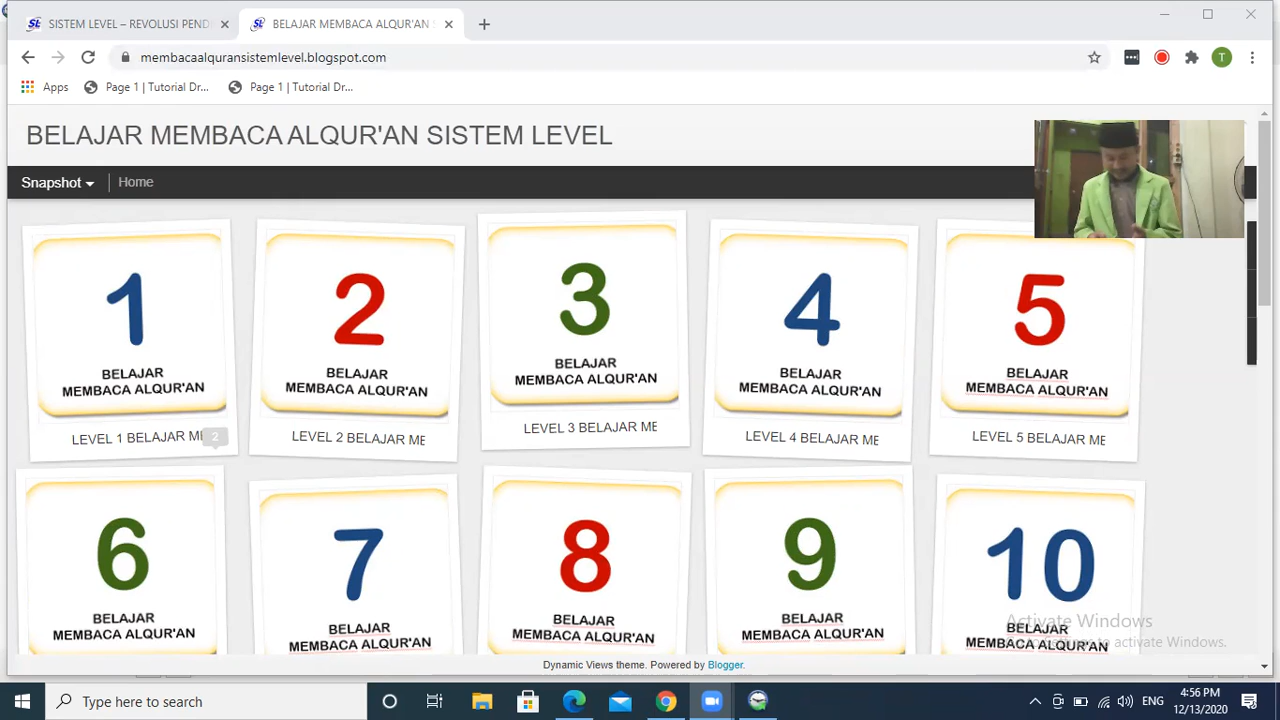 SISTEM LEVEL – REVOLUSI PEND
BELAJAR MEMBACA ALQUR'AN S
membacaalquransistemlevel.blogspot.com
T
Apps
Page 1 | Tutorial Dr...
Page 1 | Tutorial Dr...
BELAJAR MEMBACA ALQUR'AN SISTEM LEVEL
Snapshot
Home
1
BELAJAR
MEMBACA ALQUR'AN
LEVEL 1 BELAJAR M
2
2
BELAJAR
MEMBACA ALQUR'AN
LEVEL 2 BELAJAR ME
3
BELAJAR
MEMBACA ALQUR'AN
LEVEL 3 BELAJAR ME
4
BELAJAR
MEMBACA ALQUR'AN
LEVEL 4 BELAJAR ME
5
BELAJAR
MEMBACA ALQUR'AN
LEVEL 5 BELAJAR ME
6
BELAJAR
MEMBACA ALQUR'AN
7
BELAJAR
MEMBACA ALQUR'AN
8
BELAJAR
MEMBACA ALQUR'AN
9
BELAJAR
MEMBACA ALQUR'AN
10
BELAJAR
MEMBACA ALQUR'AN
Activate Windows
to activate Windows.
Dynamic Views theme. Powered by Blogger.
Type here to search
ENG
4:56 PM
12/13/2020